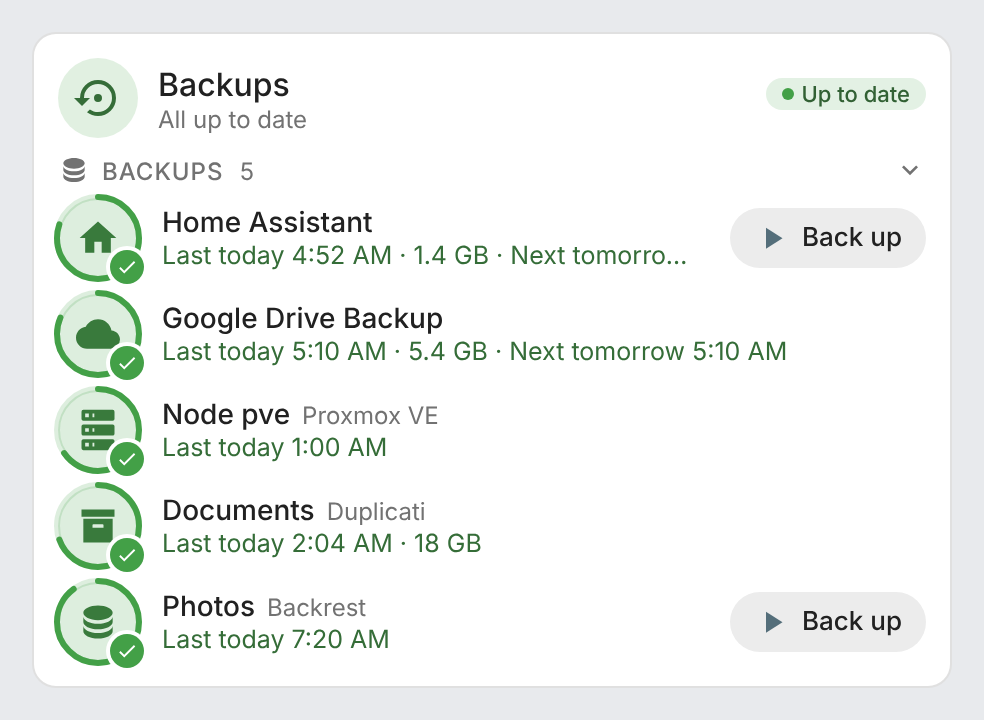 Backups
All up to date
Up to date
BACKUPS 5
Home Assistant
Last today 4:52 AM · 1.4 GB · Next tomorro...
Back up
Google Drive Backup
Last today 5:10 AM · 5.4 GB · Next tomorrow 5:10 AM
Node pve Proxmox VE
Last today 1:00 AM
Documents Duplicati
Last today 2:04 AM · 18 GB
Photos Backrest
Last today 7:20 AM
Back up